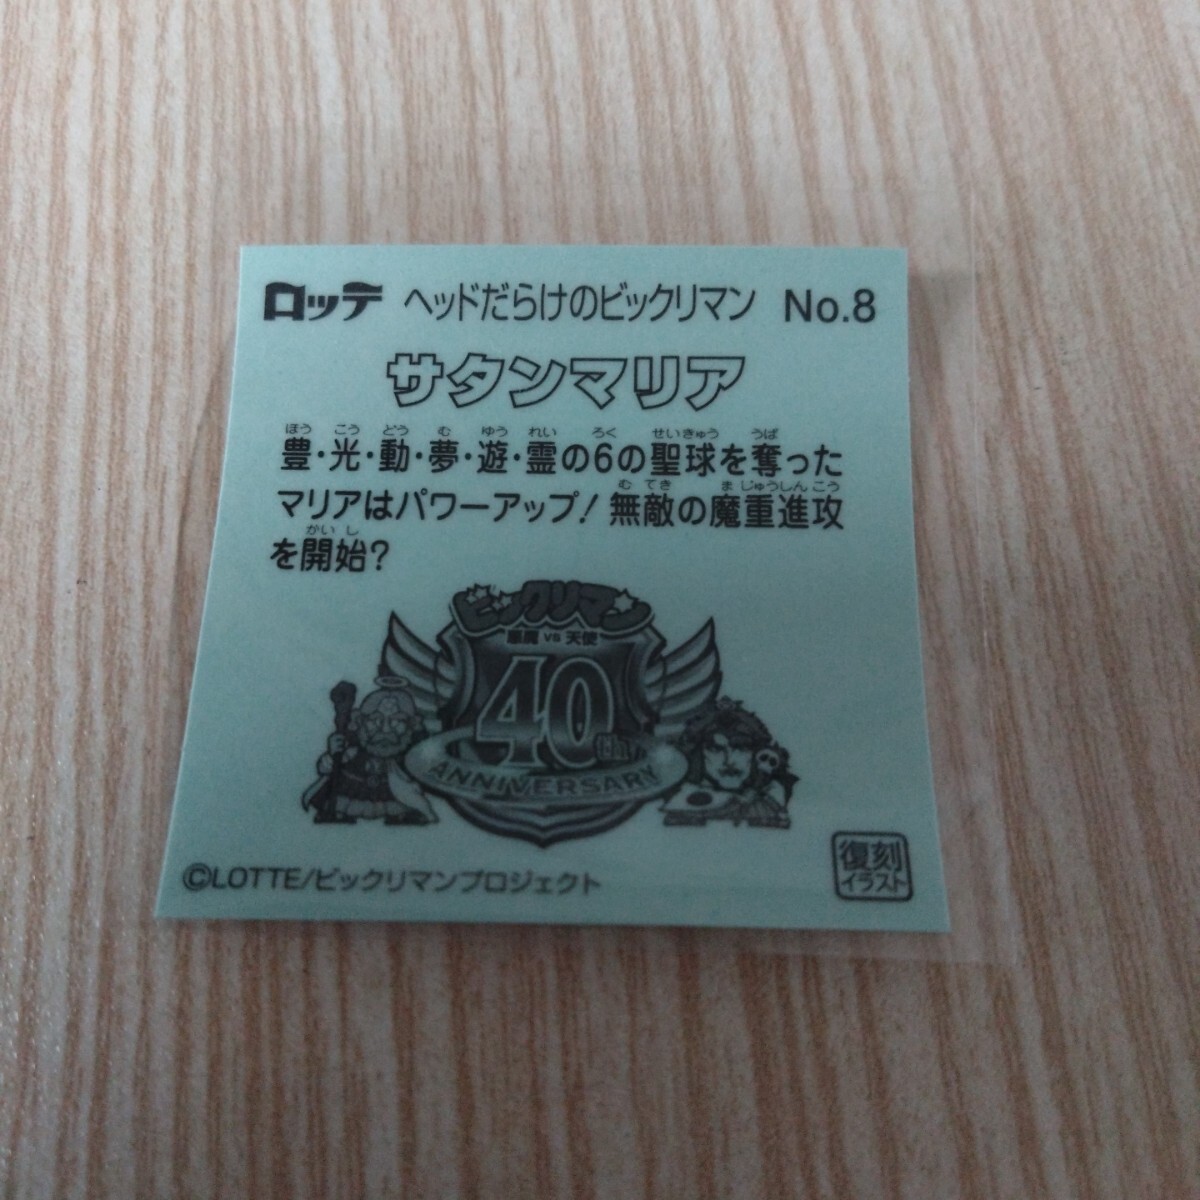 ロッテ ヘッドだらけのビックリマン No.8
サタンマリア
豊・光・動・夢・遊・霊の6の聖球を奪った
ほう こう どう む ゆう れい ろく せいきゅう うば
マリアはパワーアップ！無敵の魔重進攻
む てき ま じゅうしんこう
を開始？
かい し
ビックリマン
悪魔 VS 天使
40th
ANNIVERSARY
©LOTTE/ビックリマンプロジェクト
復刻
イラスト